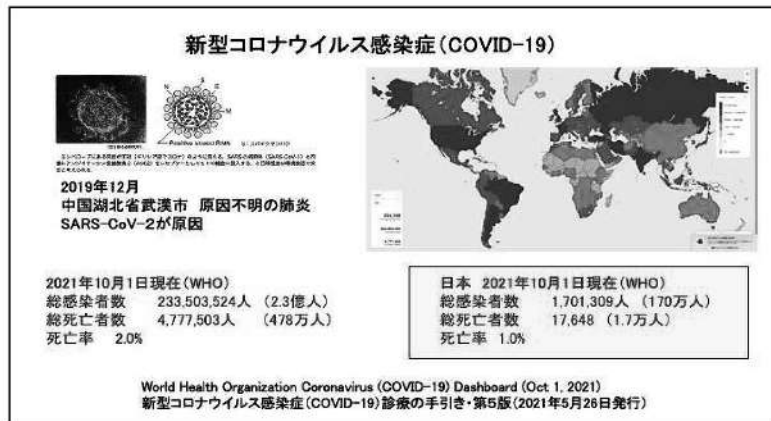 新型コロナウイルス感染症(COVID-19)
N S E
M
Positive strand RNA
2019年12月
中国湖北省武漢市 原因不明の肺炎
SARS-CoV-2が原因
2021年10月1日現在(WHO)
総感染者数 233,503,524人 (2.3億人)
総死亡者数 4,777,503人 (478万人)
死亡率 2.0%
日本 2021年10月1日現在(WHO)
総感染者数 1,701,309人 (170万人)
総死亡者数 17,648 (1.7万人)
死亡率 1.0%
World Health Organization Coronavirus (COVID-19) Dashboard (Oct 1, 2021)
新型コロナウイルス感染症(COVID-19)診療の手引き・第5版(2021年5月26日発行)